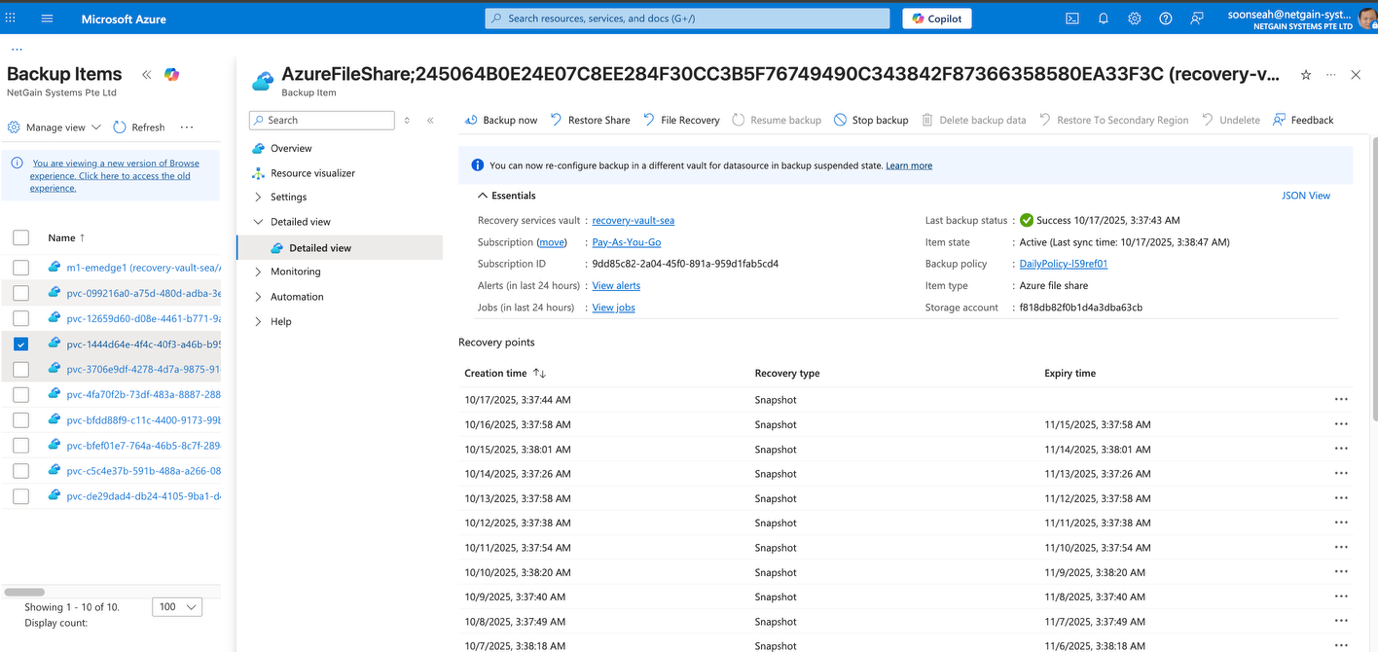 Microsoft Azure
Search resources, services, and docs (G+/)
Copilot
soonseah@netgain-syst...
NETGAIN SYSTEMS PTE LTD
...
Backup Items
NetGain Systems Pte Ltd
Manage view
Refresh
...
You are viewing a new version of Browse
experience. Click here to access the old
experience.
Name ↑
m1-emedge1 (recovery-vault-sea/
pvc-099216a0-a75d-480d-adba-3e
pvc-12659d60-d08e-4461-b771-9a
pvc-1444d64e-4f4c-40f3-a46b-b95
pvc-3706e9df-4278-4d7a-9875-91
pvc-4fa70f2b-73df-483a-8887-288
pvc-bfdd88f9-c11c-4400-9173-99b
pvc-bfef01e7-764a-46b5-8c7f-289
pvc-c5c4e37b-591b-488a-a266-08
pvc-de29dad4-db24-4105-9ba1-d4
Showing 1 - 10 of 10.
Display count:
100
AzureFileShare;245064B0E24E07C8EE284F30CC3B5F76749490C343842F87366358580EA33F3C (recovery-v...
Backup Item
Search
Overview
Resource visualizer
Settings
Detailed view
Detailed view
Monitoring
Automation
Help
Backup now
Restore Share
File Recovery
Resume backup
Stop backup
Delete backup data
Restore To Secondary Region
Undelete
Feedback
You can now re-configure backup in a different vault for datasource in backup suspended state. Learn more
Essentials
JSON View
Recovery services vault : recovery-vault-sea
Subscription (move) : Pay-As-You-Go
Subscription ID : 9dd85c82-2a04-45f0-891a-959d1fab5cd4
Alerts (in last 24 hours) : View alerts
Jobs (in last 24 hours) : View jobs
Last backup status : Success 10/17/2025, 3:37:43 AM
Item state : Active (Last sync time: 10/17/2025, 3:38:47 AM)
Backup policy : DailyPolicy-l59ref01
Item type : Azure file share
Storage account : f818db82f0b1d4a3dba63cb
Recovery points
Creation time ↑↓ Recovery type Expiry time
10/17/2025, 3:37:44 AM Snapshot
10/16/2025, 3:37:58 AM Snapshot 11/15/2025, 3:37:58 AM
10/15/2025, 3:38:01 AM Snapshot 11/14/2025, 3:38:01 AM
10/14/2025, 3:37:26 AM Snapshot 11/13/2025, 3:37:26 AM
10/13/2025, 3:37:58 AM Snapshot 11/12/2025, 3:37:58 AM
10/12/2025, 3:37:38 AM Snapshot 11/11/2025, 3:37:38 AM
10/11/2025, 3:37:54 AM Snapshot 11/10/2025, 3:37:54 AM
10/10/2025, 3:38:20 AM Snapshot 11/9/2025, 3:38:20 AM
10/9/2025, 3:37:40 AM Snapshot 11/8/2025, 3:37:40 AM
10/8/2025, 3:37:49 AM Snapshot 11/7/2025, 3:37:49 AM
10/7/2025, 3:38:18 AM Snapshot 11/6/2025, 3:38:18 AM